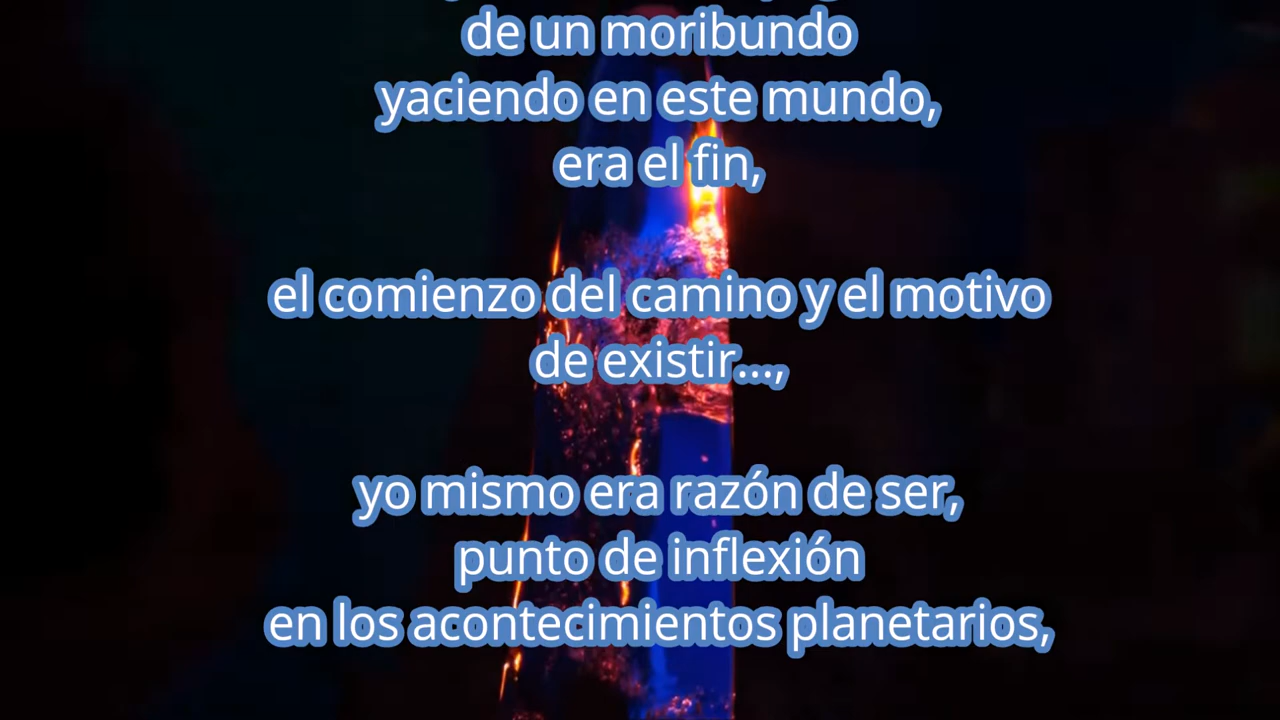 de un moribundo
yaciendo en este mundo,
era el fin,
el comienzo del camino y el motivo
de existir...,
yo mismo era razón de ser,
punto de inflexión
en los acontecimientos planetarios,